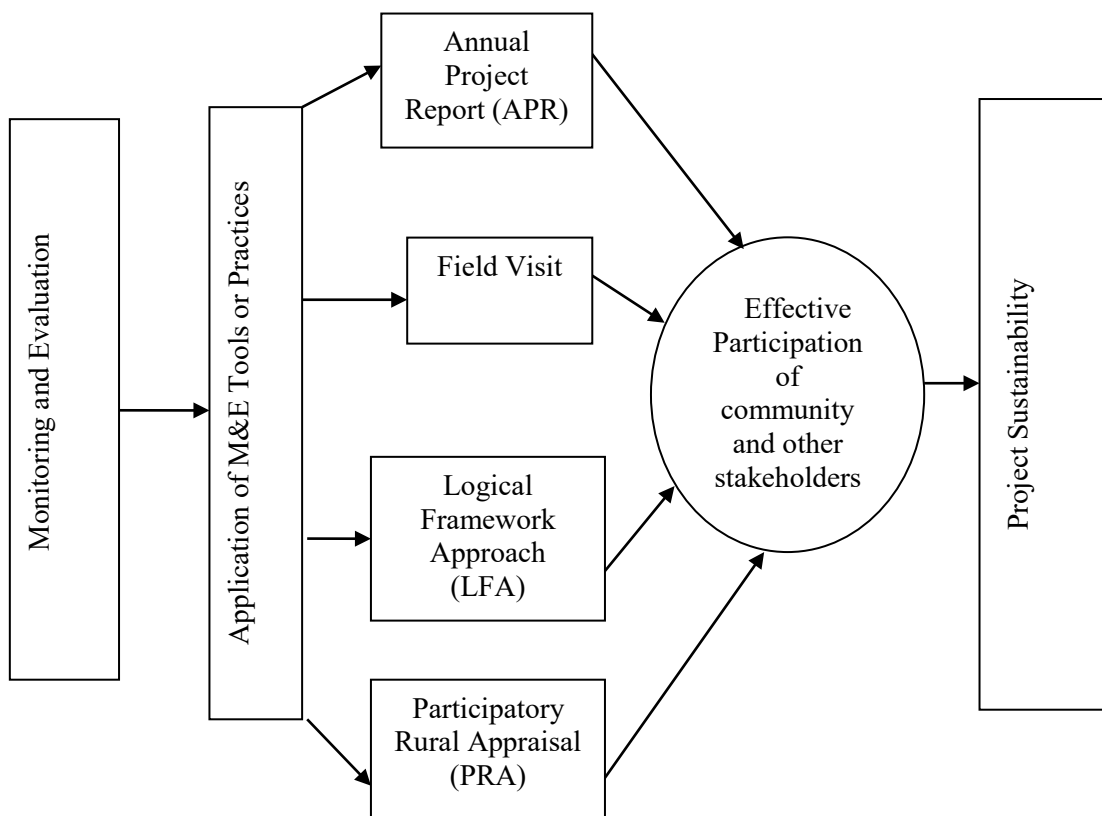 Monitoring and Evaluation
Application of M&E Tools or Practices
Annual
Project
Report (APR)
Field Visit
Logical
Framework
Approach
(LFA)
Participatory
Rural Appraisal
(PRA)
Effective
Participation
of
community
and other
stakeholders
Project Sustainability